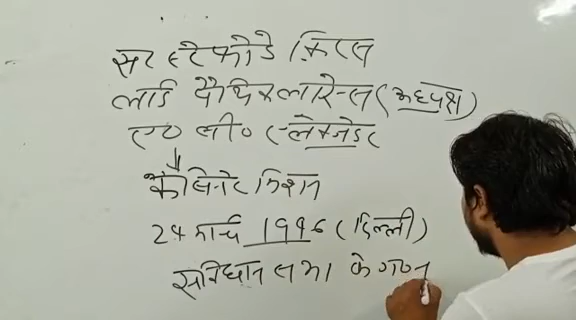 सर स्टेफोर्ड क्रिप्स
लार्ड पैथिक लारेन्स (अध्यक्ष)
ए० वी० एलेक्जेंडर
कैबिनेट मिशन
24 मार्च 1946 (दिल्ली)
संविधान सभा के गठन